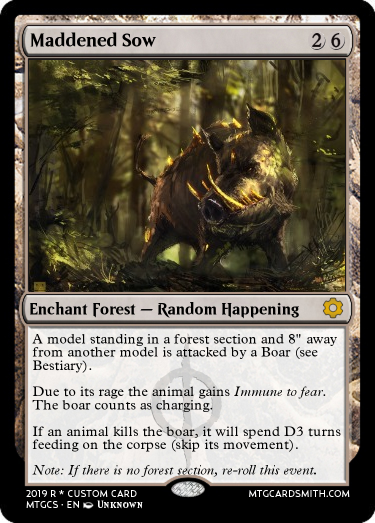 Maddened Sow 2 6
Enchant Forest — Random Happening
A model standing in a forest section and 8" away
from another model is attacked by a Boar (see
Bestiary).
Due to its rage the animal gains Immune to fear.
The boar counts as charging.
If an animal kills the boar, it will spend D3 turns
feeding on the corpse (skip its movement).
Note: If there is no forest section, re-roll this event.
2019 R * CUSTOM CARD
MTGCS • EN Unknown
MTGCARDSMITH.COM